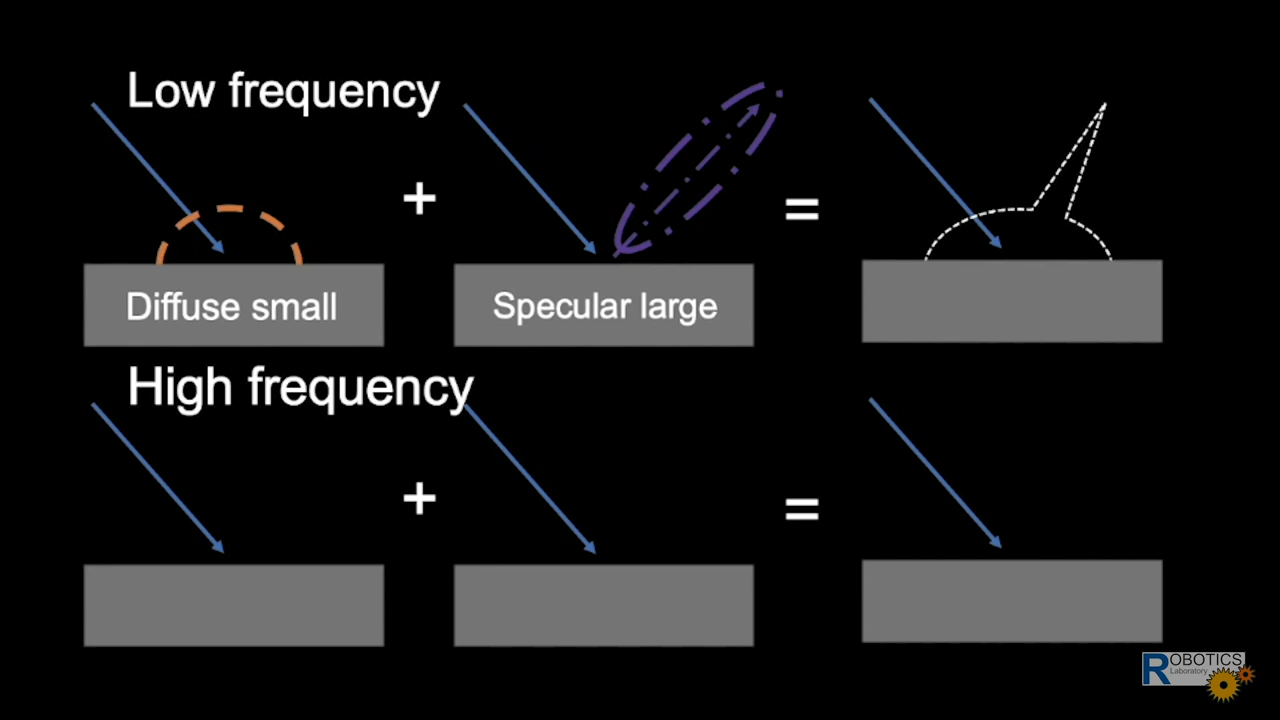 Low frequency
+
=
Diffuse small
Specular large
High frequency
+
=
ROBOTICS
Laboratory